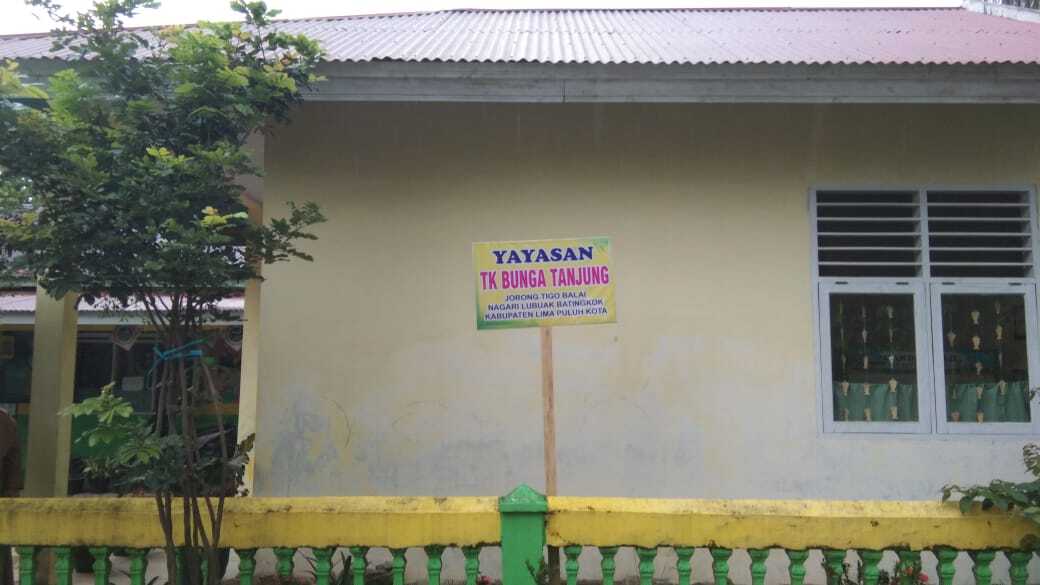 YAYASAN
TK BUNGA TANJUNG
JORONG TIGO BALAI
NAGARI LUBUAK BATINGKOK
KABUPATEN LIMA PULUH KOTA